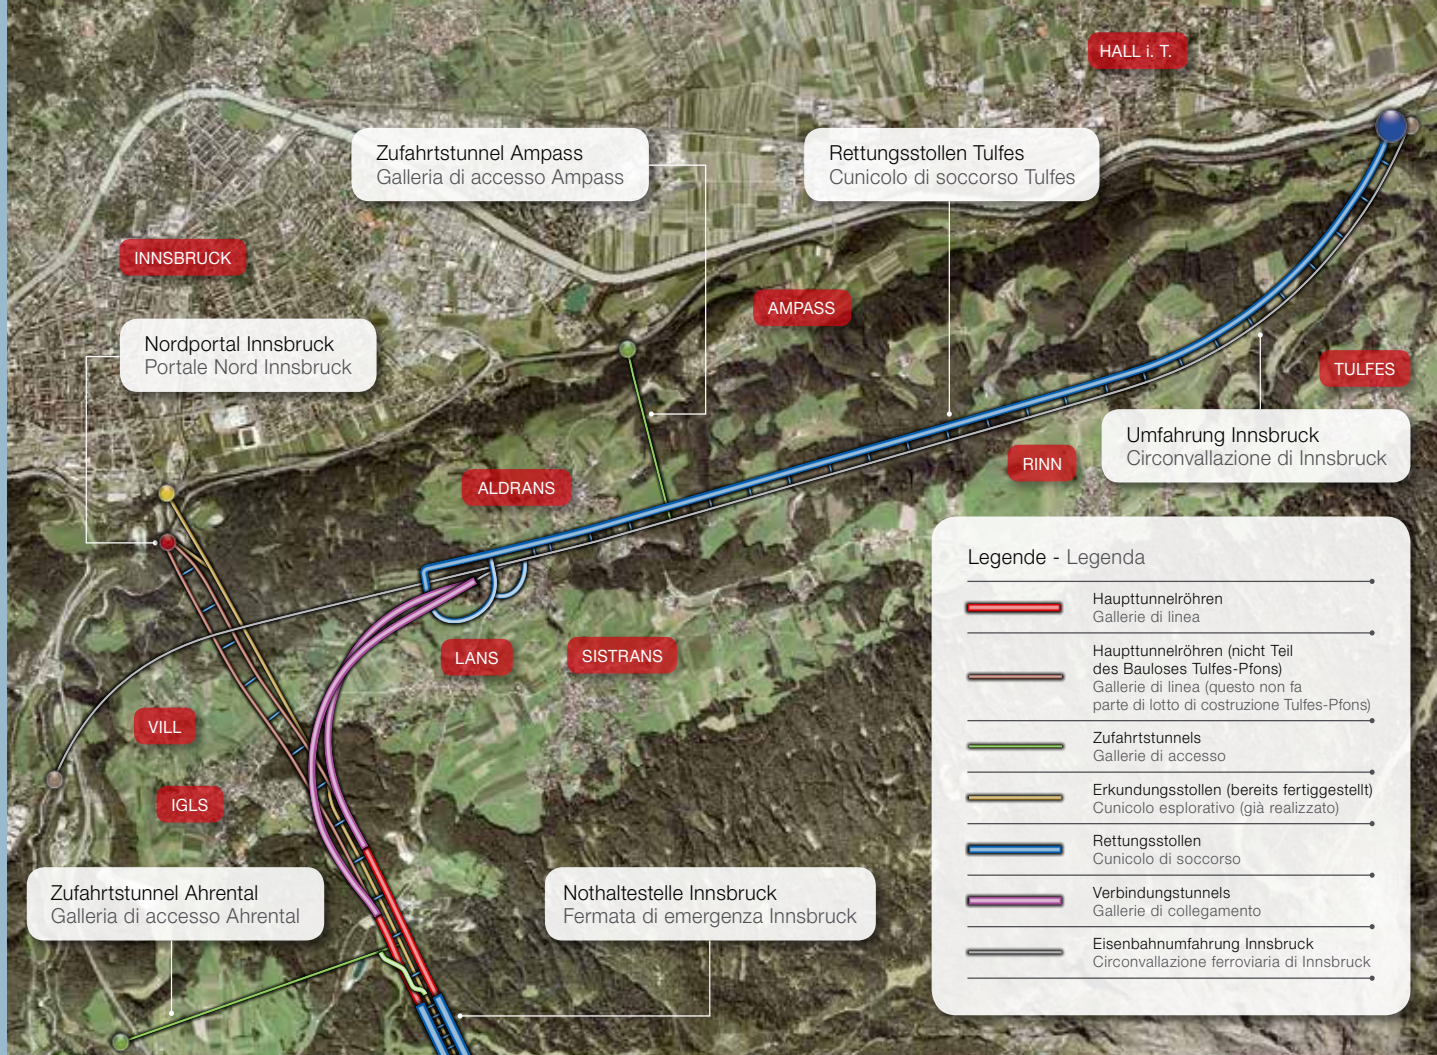 HALL i. T.
Zufahrtstunnel Ampass
Galleria di accesso Ampass
Rettungsstollen Tulfes
Cunicolo di soccorso Tulfes
INNSBRUCK
AMPASS
Nordportal Innsbruck
Portale Nord Innsbruck
TULFES
Umfahrung Innsbruck
Circonvallazione di Innsbruck
RINN
ALDRANS
LANS
SISTRANS
VILL
IGLS
Zufahrtstunnel Ahrental
Galleria di accesso Ahrental
Nothaltestelle Innsbruck
Fermata di emergenza Innsbruck
Legende - Legenda
Haupttunnelröhren
Gallerie di linea
Haupttunnelröhren (nicht Teil
des Bauloses Tulfes-Pfons)
Gallerie di linea (questo non fa
parte di lotto di costruzione Tulfes-Pfons)
Zufahrtstunnels
Gallerie di accesso
Erkundungsstollen (bereits fertiggestellt)
Cunicolo esplorativo (già realizzato)
Rettungsstollen
Cunicolo di soccorso
Verbindungstunnels
Gallerie di collegamento
Eisenbahnumfahrung Innsbruck
Circonvallazione ferroviaria di Innsbruck